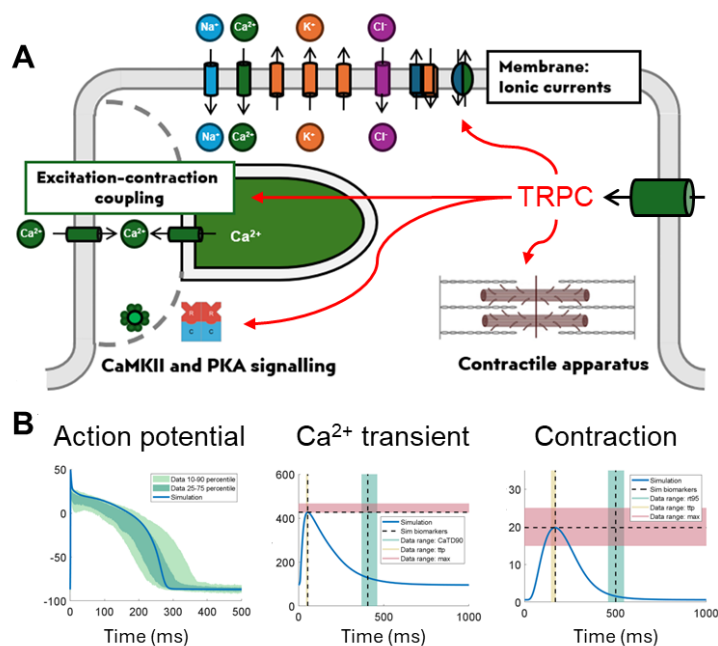 A
Na⁺ Ca²⁺ K⁺ Cl⁻
Membrane:
Ionic currents
Na⁺ Ca²⁺ K⁺ Cl⁻
Excitation-contraction
coupling
TRPC
Ca²⁺ Ca²⁺ Ca²⁺
R R
C C
CaMKII and PKA signalling
Contractile apparatus
B
Action potential
50
0
-50
-100
0 100 200 300 400 500
Data 10-90 percentile
Data 25-75 percentile
Simulation
Time (ms)
Ca²⁺ transient
600
400
200
0
0 500 1000
Simulation
Sim biomarkers
Data range: CaTD90
Data range: ttp
Data range: max
Time (ms)
Contraction
30
20
10
0
0 500 1000
Simulation
Sim biomarkers
Data range: rt95
Data range: ttp
Data range: max
Time (ms)